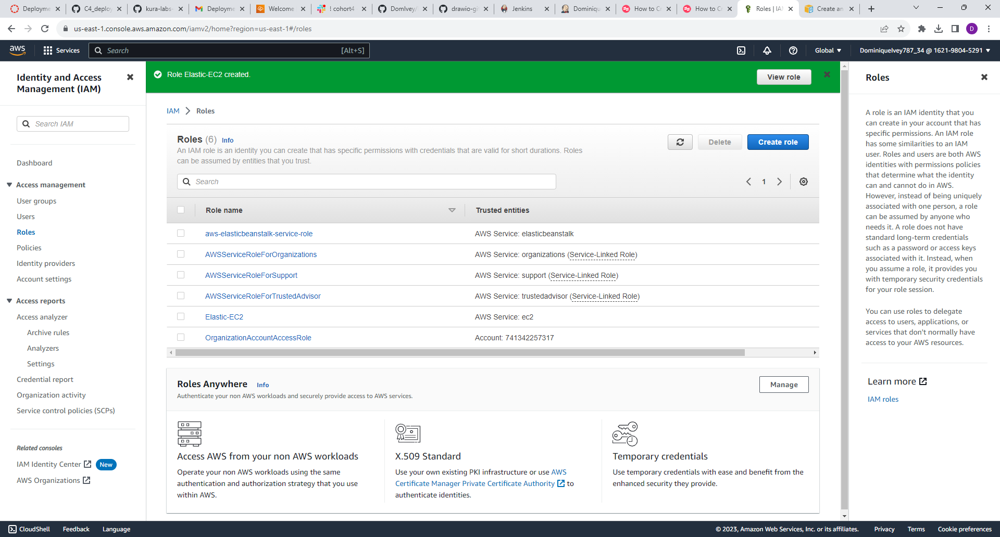 Deployme
C4_deploy
kura-labs-
Deployme
Welcome
! cohort4
DomIvey/
drawio-gi
Jenkins
Dominiqu
How to Cr
How to Cr
Roles | IA
Create an
us-east-1.console.aws.amazon.com/iamv2/home?region=us-east-1#/roles
D
aws
Services
Search
[Alt+S]
Global
DominiqueIvey787_34 @ 1621-9804-5291
Identity and Access
Management (IAM)
Search IAM
Dashboard
Access management
User groups
Users
Roles
Policies
Identity providers
Account settings
Access reports
Access analyzer
Archive rules
Analyzers
Settings
Credential report
Organization activity
Service control policies (SCPs)
Related consoles
IAM Identity Center New
AWS Organizations
Role Elastic-EC2 created.
View role
IAM > Roles
Roles (6) Info
An IAM role is an identity you can create that has specific permissions with credentials that are valid for short durations. Roles
can be assumed by entities that you trust.
Delete
Create role
Search
1
Role name Trusted entities
aws-elasticbeanstalk-service-role AWS Service: elasticbeanstalk
AWSServiceRoleForOrganizations AWS Service: organizations (Service-Linked Role)
AWSServiceRoleForSupport AWS Service: support (Service-Linked Role)
AWSServiceRoleForTrustedAdvisor AWS Service: trustedadvisor (Service-Linked Role)
Elastic-EC2 AWS Service: ec2
OrganizationAccountAccessRole Account: 741342257317
Roles Anywhere Info
Authenticate your non AWS workloads and securely provide access to AWS services.
Manage
Access AWS from your non AWS workloads
Operate your non AWS workloads using the same
authentication and authorization strategy that you use
within AWS.
X.509 Standard
Use your own existing PKI infrastructure or use AWS
Certificate Manager Private Certificate Authority to
authenticate identities.
Temporary credentials
Use temporary credentials with ease and benefit from the
enhanced security they provide.
Roles
A role is an IAM identity that you
can create in your account that has
specific permissions. An IAM role
has some similarities to an IAM
user. Roles and users are both AWS
identities with permissions policies
that determine what the identity
can and cannot do in AWS.
However, instead of being uniquely
associated with one person, a role
can be assumed by anyone who
needs it. A role does not have
standard long-term credentials
such as a password or access keys
associated with it. Instead, when
you assume a role, it provides you
with temporary security credentials
for your role session.
You can use roles to delegate
access to users, applications, or
services that don't normally have
access to your AWS resources.
Learn more
IAM roles
CloudShell
Feedback
Language
© 2023, Amazon Web Services, Inc. or its affiliates.
Privacy
Terms
Cookie preferences